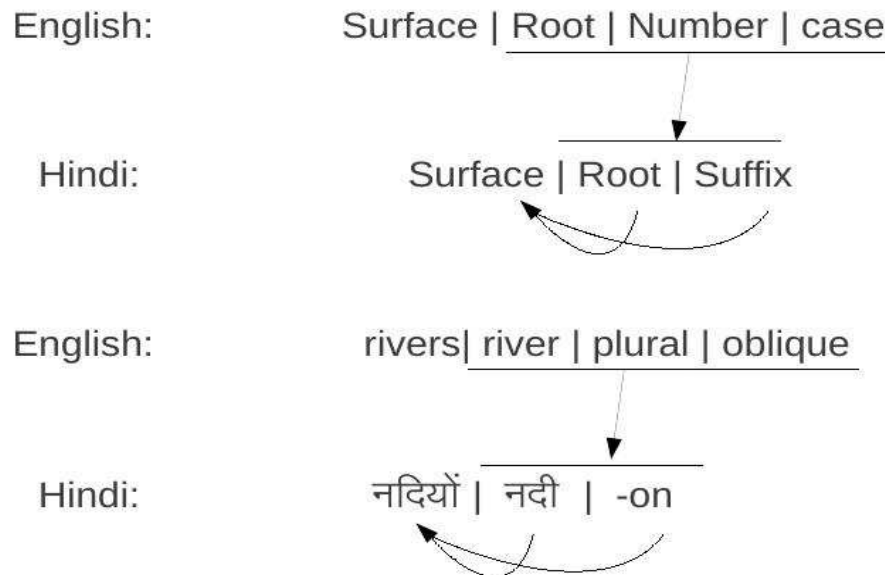 English: Surface | Root | Number | case
Hindi: Surface | Root | Suffix
English: rivers| river | plural | oblique
Hindi: नदियों | नदी | -on